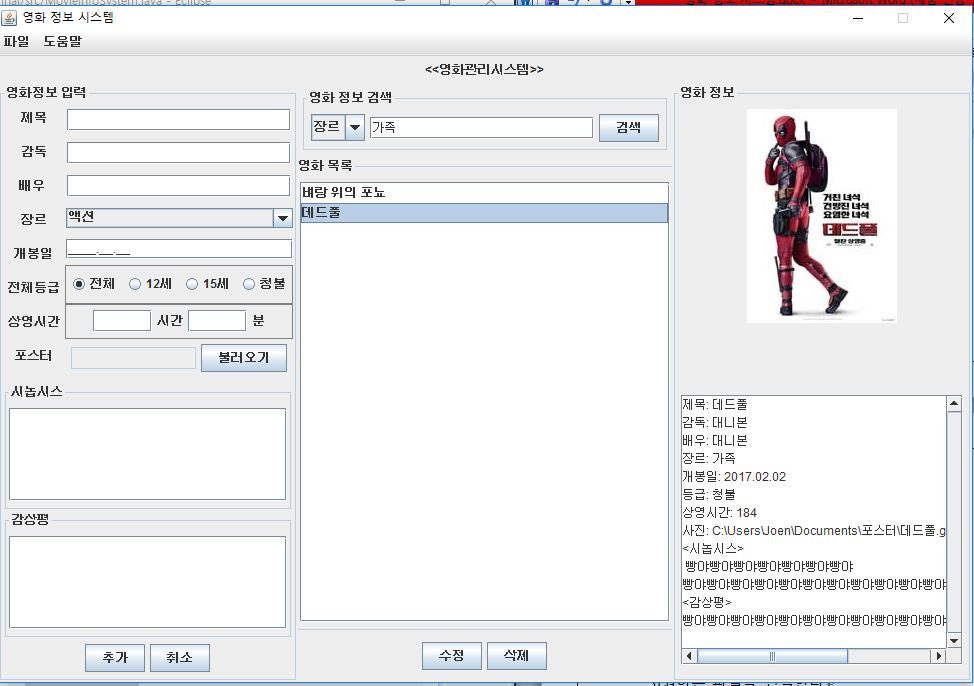 영화 정보 시스템
파일 도움말
<<영화관리시스템>>
영화정보 입력
제목
감독
배우
장르 액션
개봉일 ____.__.__
전체등급 전체 12세 15세 청불
상영시간 시간 분
포스터 불러오기
시놉시스
감상평
추가 취소
영화 정보 검색
장르 가족 검색
영화 목록
벼랑 위의 포뇨
데드풀
수정 삭제
영화 정보
거친 녀석
건방진 녀석
요염한 녀석
데드풀
제목: 데드풀
감독: 대니본
배우: 대니본
장르: 가족
개봉일: 2017.02.02
등급: 청불
상영시간: 184
사진: C:\Users\Joen\Documents\포스터\데드풀.g
<시놉시스>
빵야빵야빵야빵야빵야빵야빵야
빵야빵야빵야빵야빵야빵야빵야빵야빵야빵야빵야
<감상평>
빵야빵야빵야빵야빵야빵야빵야빵야빵야빵야빵야